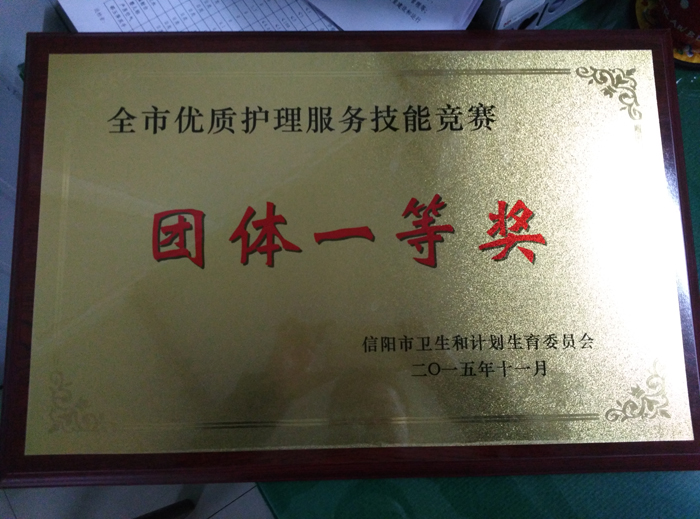 全市优质护理服务技能竞赛
团体一等奖
信阳市卫生和计划生育委员会
二〇一五年十一月